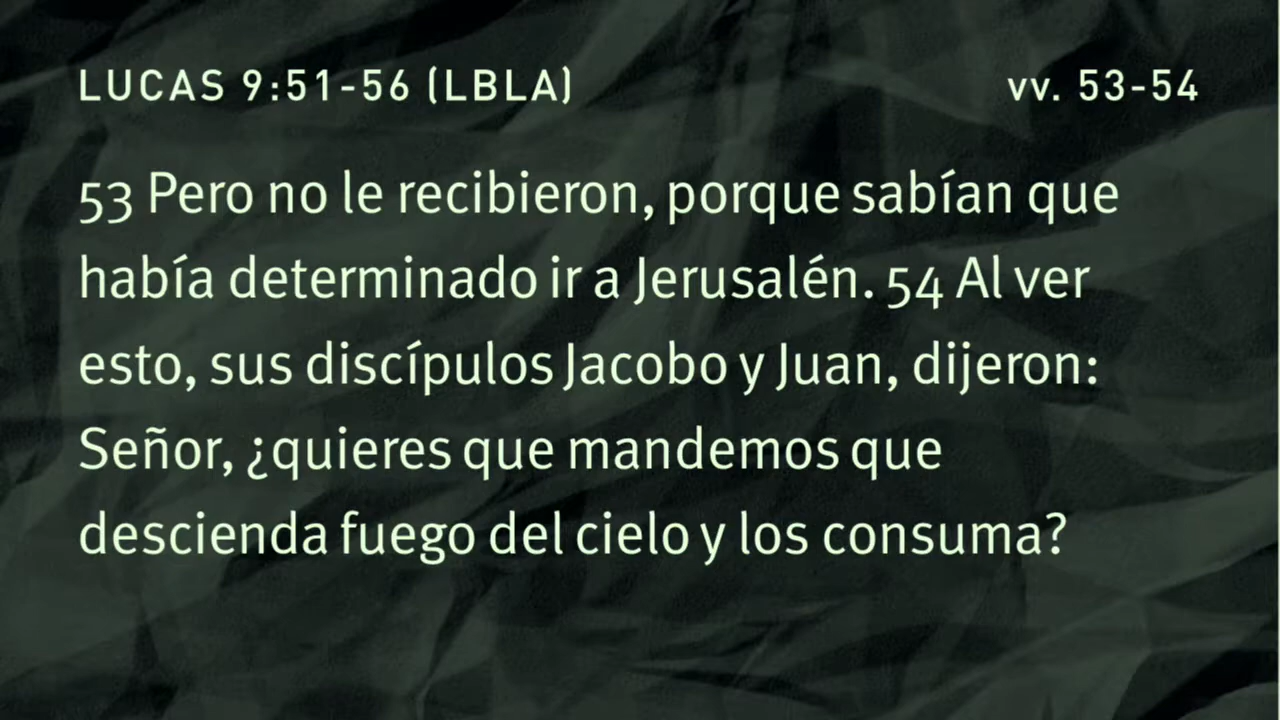 LUCAS 9:51-56 (LBLA) vv. 53-54
53 Pero no le recibieron, porque sabían que
había determinado ir a Jerusalén. 54 Al ver
esto, sus discípulos Jacobo y Juan, dijeron:
Señor, ¿quieres que mandemos que
descienda fuego del cielo y los consuma?